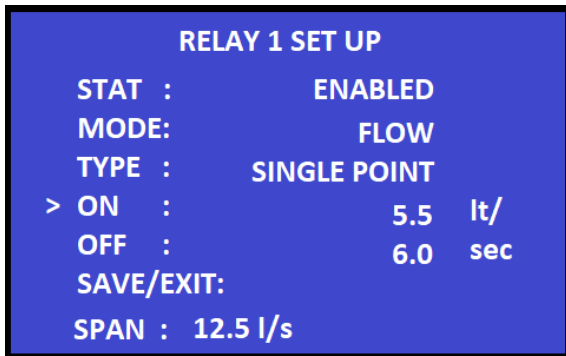 RELAY 1 SET UP
STAT : ENABLED
MODE: FLOW
TYPE : SINGLE POINT
> ON : 5.5 lt/
OFF : 6.0 sec
SAVE/EXIT:
SPAN : 12.5 l/s